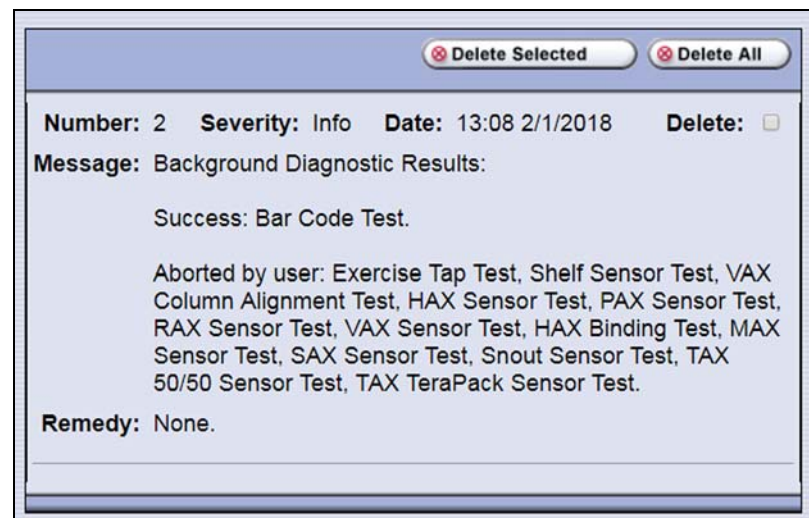 Delete Selected Delete All
Number: 2 Severity: Info Date: 13:08 2/1/2018 Delete:
Message: Background Diagnostic Results:
Success: Bar Code Test.
Aborted by user: Exercise Tap Test, Shelf Sensor Test, VAX
Column Alignment Test, HAX Sensor Test, PAX Sensor Test,
RAX Sensor Test, VAX Sensor Test, HAX Binding Test, MAX
Sensor Test, SAX Sensor Test, Snout Sensor Test, TAX
50/50 Sensor Test, TAX TeraPack Sensor Test.
Remedy: None.